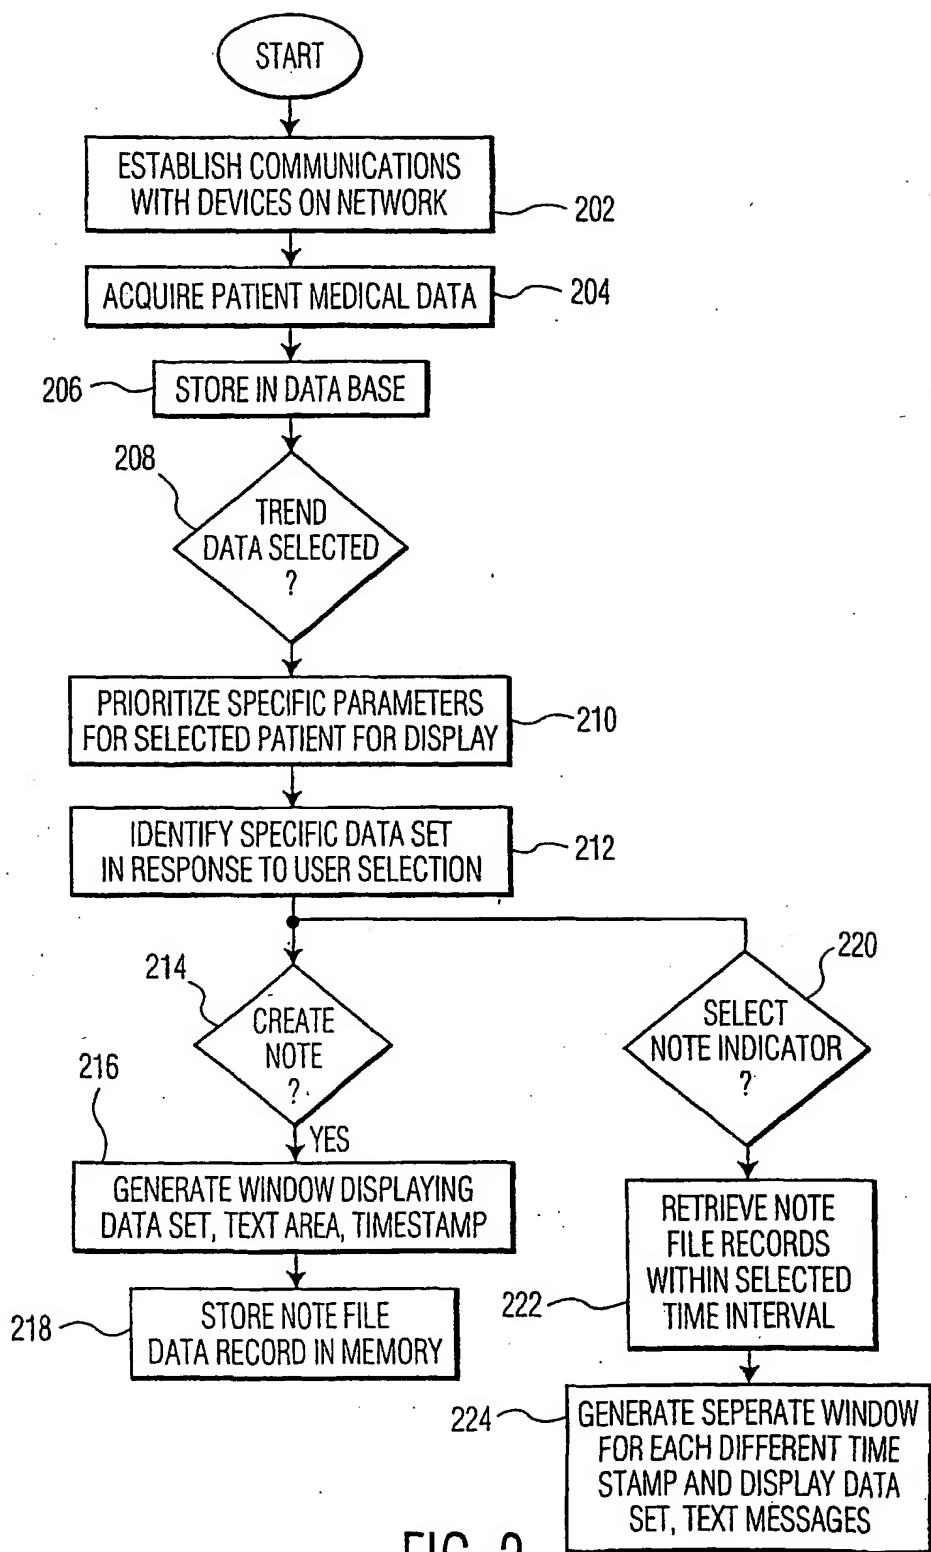 START
ESTABLISH COMMUNICATIONS
WITH DEVICES ON NETWORK
202
ACQUIRE PATIENT MEDICAL DATA
204
206
STORE IN DATA BASE
208
TREND
DATA SELECTED
?
PRIORITIZE SPECIFIC PARAMETERS
FOR SELECTED PATIENT FOR DISPLAY
210
IDENTIFY SPECIFIC DATA SET
IN RESPONSE TO USER SELECTION
212
214
CREATE
NOTE
?
YES
216
GENERATE WINDOW DISPLAYING
DATA SET, TEXT AREA, TIMESTAMP
218
STORE NOTE FILE
DATA RECORD IN MEMORY
220
SELECT
NOTE INDICATOR
?
222
RETRIEVE NOTE
FILE RECORDS
WITHIN SELECTED
TIME INTERVAL
224
GENERATE SEPERATE WINDOW
FOR EACH DIFFERENT TIME
STAMP AND DISPLAY DATA
SET, TEXT MESSAGES
FIG. 2